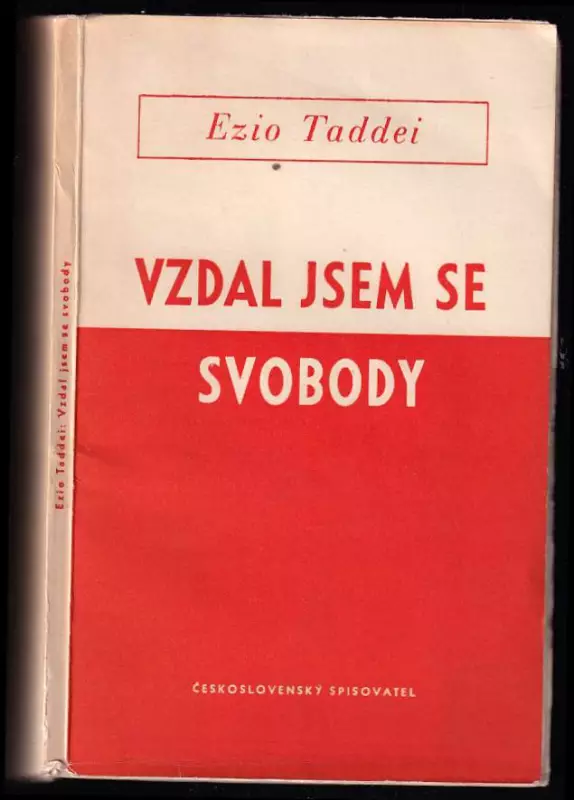 Ezio Taddei
VZDAL JSEM SE
SVOBODY
ČESKOSLOVENSKÝ SPISOVATEL
Ezio Taddei: Vzdal jsem se svobody